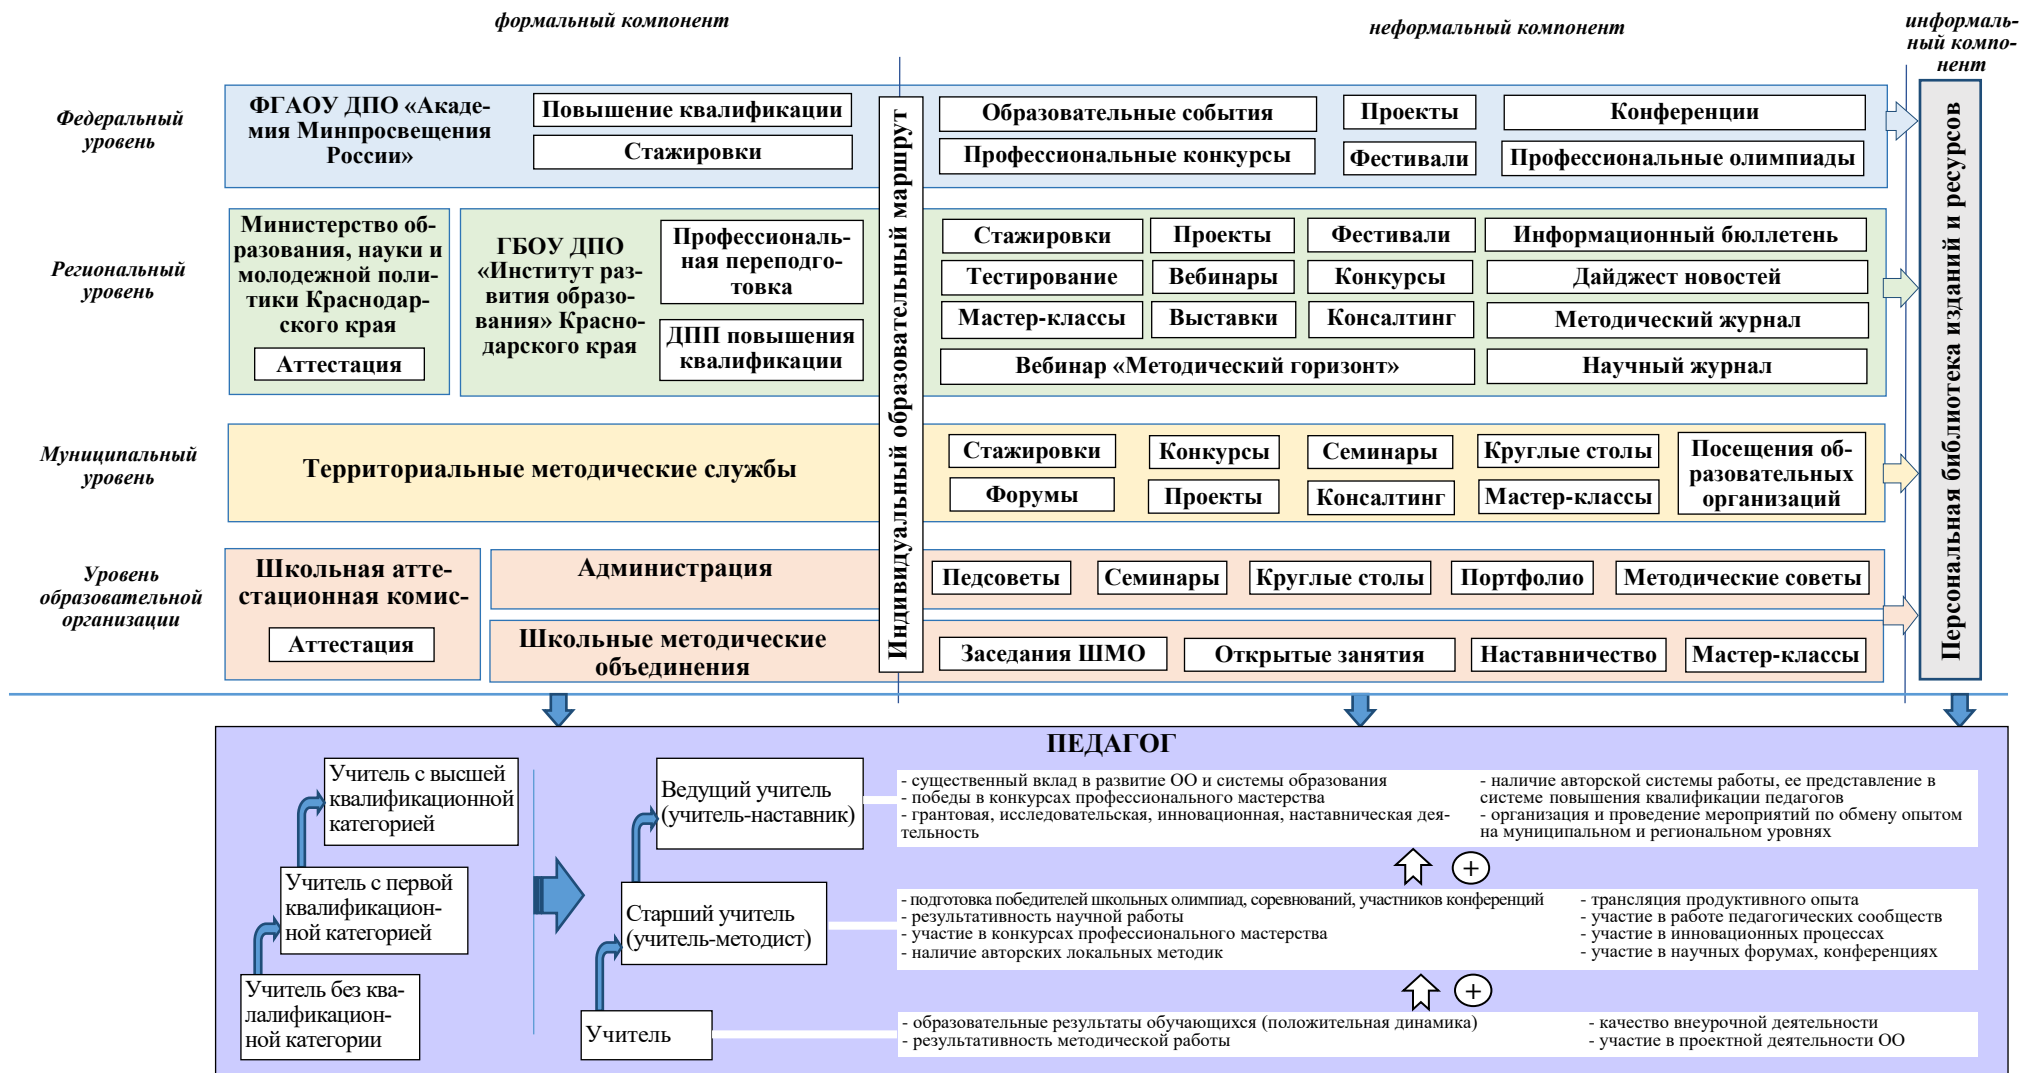 формальный компонент
неформальный компонент
информаль-
ный компо-
нент
Федеральный
уровень
ФГАОУ ДПО «Акаде-
мия Минпросвещения
России»
Повышение квалификации
Стажировки
Индивидуальный образовательный маршрут
Образовательные события
Проекты
Конференции
Профессиональные конкурсы
Фестивали
Профессиональные олимпиады
Персональная библиотека изданий и ресурсов
Региональный
уровень
Министерство об-
разования, науки и
молодежной поли-
тики Краснодар-
ского края
Аттестация
ГБОУ ДПО
«Институт раз-
вития образо-
вания» Красно-
дарского края
Профессиональ-
ная переподго-
товка
ДПП повышения
квалификации
Стажировки
Проекты
Фестивали
Информационный бюллетень
Тестирование
Вебинары
Конкурсы
Дайджест новостей
Мастер-классы
Выставки
Консалтинг
Методический журнал
Вебинар «Методический горизонт»
Научный журнал
Муниципальный
уровень
Территориальные методические службы
Стажировки
Конкурсы
Семинары
Круглые столы
Посещения об-
разовательных
организаций
Форумы
Проекты
Консалтинг
Мастер-классы
Уровень
образовательной
организации
Школьная атте-
стационная комис-
Аттестация
Администрация
Педсоветы
Семинары
Круглые столы
Портфолио
Методические советы
Школьные методические
объединения
Заседания ШМО
Открытые занятия
Наставничество
Мастер-классы
ПЕДАГОГ
Учитель с высшей
квалификационной
категорией
Учитель с первой
квалификацион-
ной категорией
Учитель без ква-
лалификацион-
ной категории
Ведущий учитель
(учитель-наставник)
- существенный вклад в развитие ОО и системы образования
- победы в конкурсах профессионального мастерства
- грантовая, исследовательская, инновационная, наставническая дея-
тельность
- наличие авторской системы работы, ее представление в
системе повышения квалификации педагогов
- организация и проведение мероприятий по обмену опытом
на муниципальном и региональном уровнях
+
Старший учитель
(учитель-методист)
- подготовка победителей школьных олимпиад, соревнований, участников конференций
- результативность научной работы
- участие в конкурсах профессионального мастерства
- наличие авторских локальных методик
- трансляция продуктивного опыта
- участие в работе педагогических сообществ
- участие в инновационных процессах
- участие в научных форумах, конференциях
+
Учитель
- образовательные результаты обучающихся (положительная динамика)
- результативность методической работы
- качество внеурочной деятельности
- участие в проектной деятельности ОО